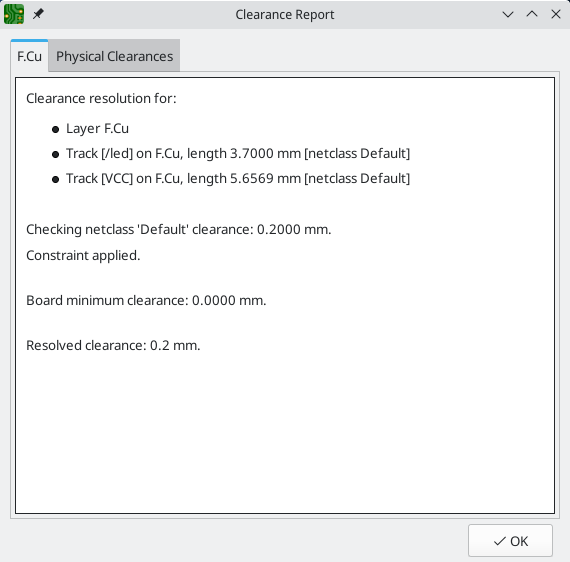 Clearance Report
F.Cu
Physical Clearances
Clearance resolution for:
Layer F.Cu
Track [/led] on F.Cu, length 3.7000 mm [netclass Default]
Track [VCC] on F.Cu, length 5.6569 mm [netclass Default]
Checking netclass 'Default' clearance: 0.2000 mm.
Constraint applied.
Board minimum clearance: 0.0000 mm.
Resolved clearance: 0.2 mm.
OK